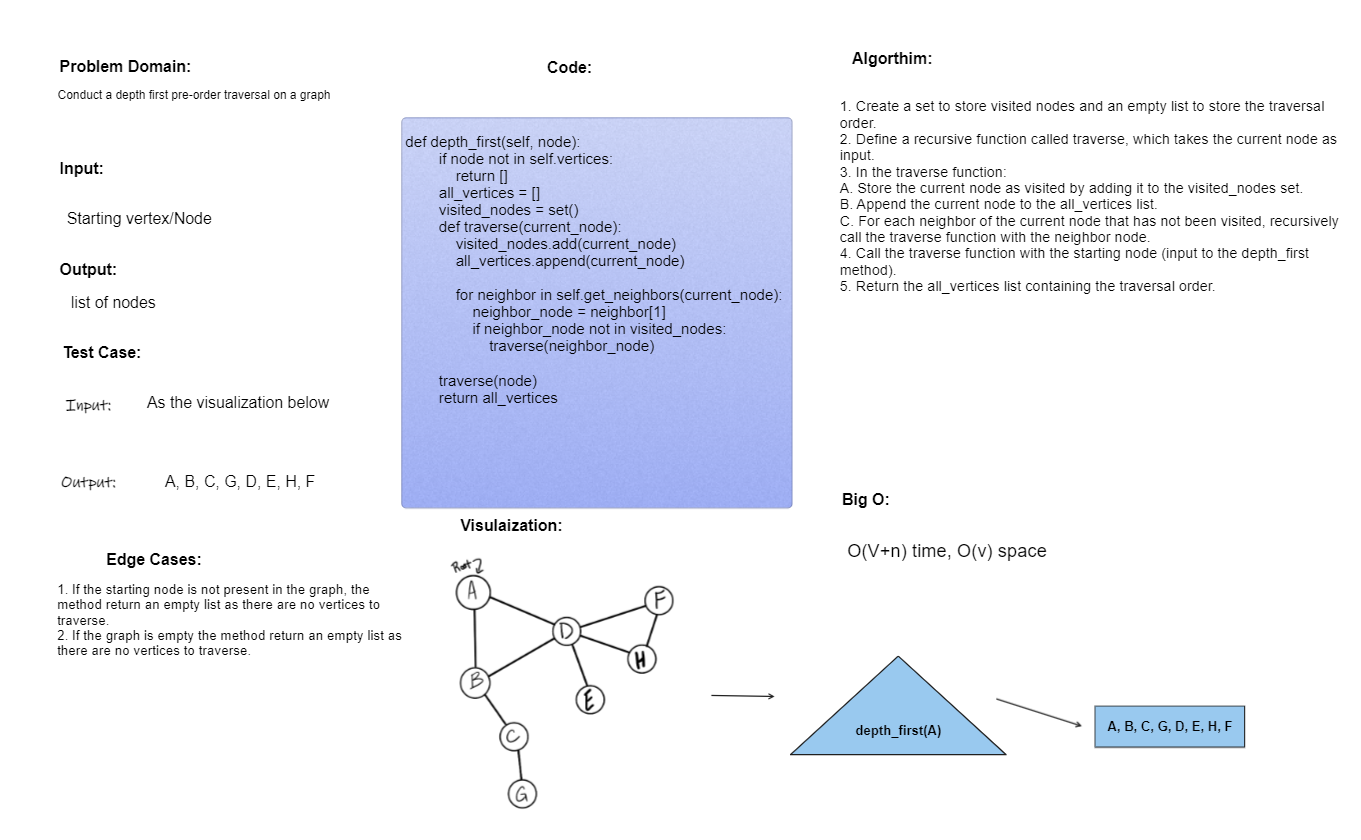 Problem Domain:
Conduct a depth first pre-order traversal on a graph
Input:
Starting vertex/Node
Output:
list of nodes
Test Case:
Input:
As the visualization below
Output:
A, B, C, G, D, E, H, F
Edge Cases:
1. If the starting node is not present in the graph, the
method return an empty list as there are no vertices to
traverse.
2. If the graph is empty the method return an empty list as
there are no vertices to traverse.
Code:
def depth_first(self, node):
if node not in self.vertices:
return []
all_vertices = []
visited_nodes = set()
def traverse(current_node):
visited_nodes.add(current_node)
all_vertices.append(current_node)
for neighbor in self.get_neighbors(current_node):
neighbor_node = neighbor[1]
if neighbor_node not in visited_nodes:
traverse(neighbor_node)
traverse(node)
return all_vertices
Visulaization:
Root
A
F
D
H
B
E
C
G
depth_first(A)
A, B, C, G, D, E, H, F
Algorthim:
1. Create a set to store visited nodes and an empty list to store the traversal
order.
2. Define a recursive function called traverse, which takes the current node as
input.
3. In the traverse function:
A. Store the current node as visited by adding it to the visited_nodes set.
B. Append the current node to the all_vertices list.
C. For each neighbor of the current node that has not been visited, recursively
call the traverse function with the neighbor node.
4. Call the traverse function with the starting node (input to the depth_first
method).
5. Return the all_vertices list containing the traversal order.
Big O:
O(V+n) time, O(v) space